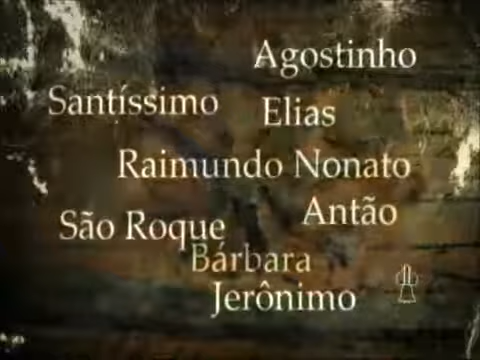 Agostinho
Santíssimo
Elias
Raimundo Nonato
Antão
São Roque
Bárbara
Jerônimo